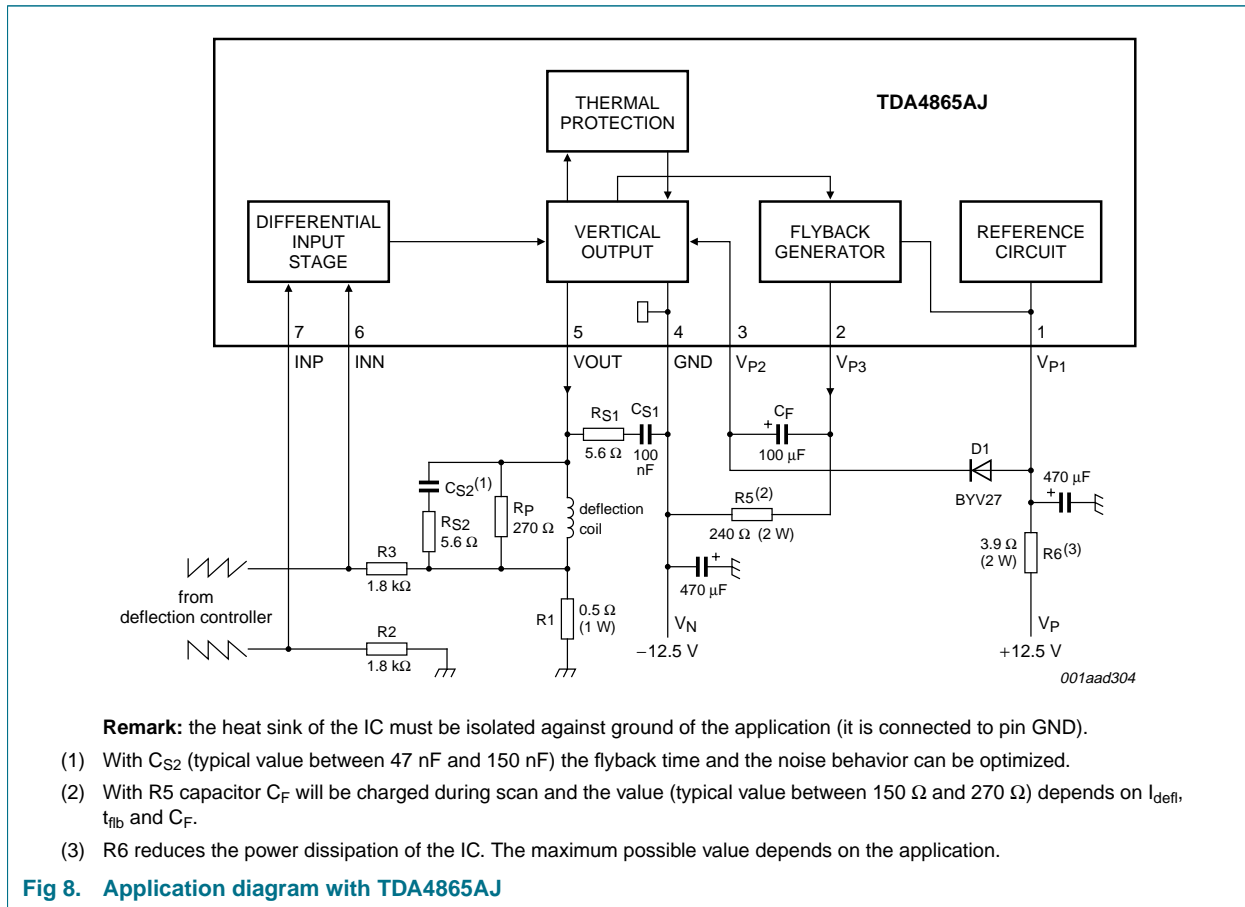 TDA4865AJ
THERMAL
PROTECTION
DIFFERENTIAL
INPUT
STAGE
VERTICAL
OUTPUT
FLYBACK
GENERATOR
REFERENCE
CIRCUIT
7
6
5
4
3
2
1
INP
INN
VOUT
GND
VP2
VP3
VP1
RS1
5.6 Ω
CS1
100
nF
+
CF
100 μF
D1
BYV27
470 μF
+
CS2(1)
RS2
5.6 Ω
RP
270 Ω
deflection
coil
R5(2)
240 Ω (2 W)
3.9 Ω
(2 W)
R6(3)
R3
1.8 kΩ
+
470 μF
from
deflection controller
R1
0.5 Ω
(1 W)
R2
1.8 kΩ
VN
−12.5 V
VP
+12.5 V
001aad304
Remark: the heat sink of the IC must be isolated against ground of the application (it is connected to pin GND).
(1) With CS2 (typical value between 47 nF and 150 nF) the flyback time and the noise behavior can be optimized.
(2) With R5 capacitor CF will be charged during scan and the value (typical value between 150 Ω and 270 Ω) depends on Idefl,
tflb and CF.
(3) R6 reduces the power dissipation of the IC. The maximum possible value depends on the application.
Fig 8. Application diagram with TDA4865AJ